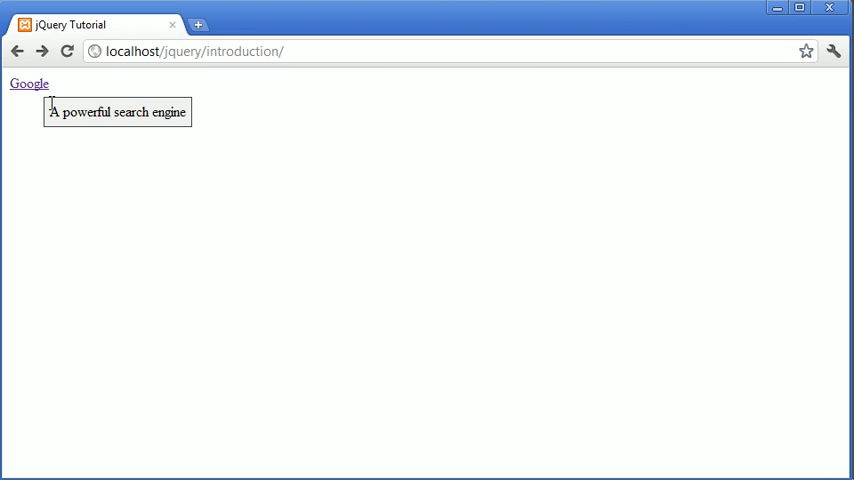 jQuery Tutorial
localhost/jquery/introduction/
Google
A powerful search engine